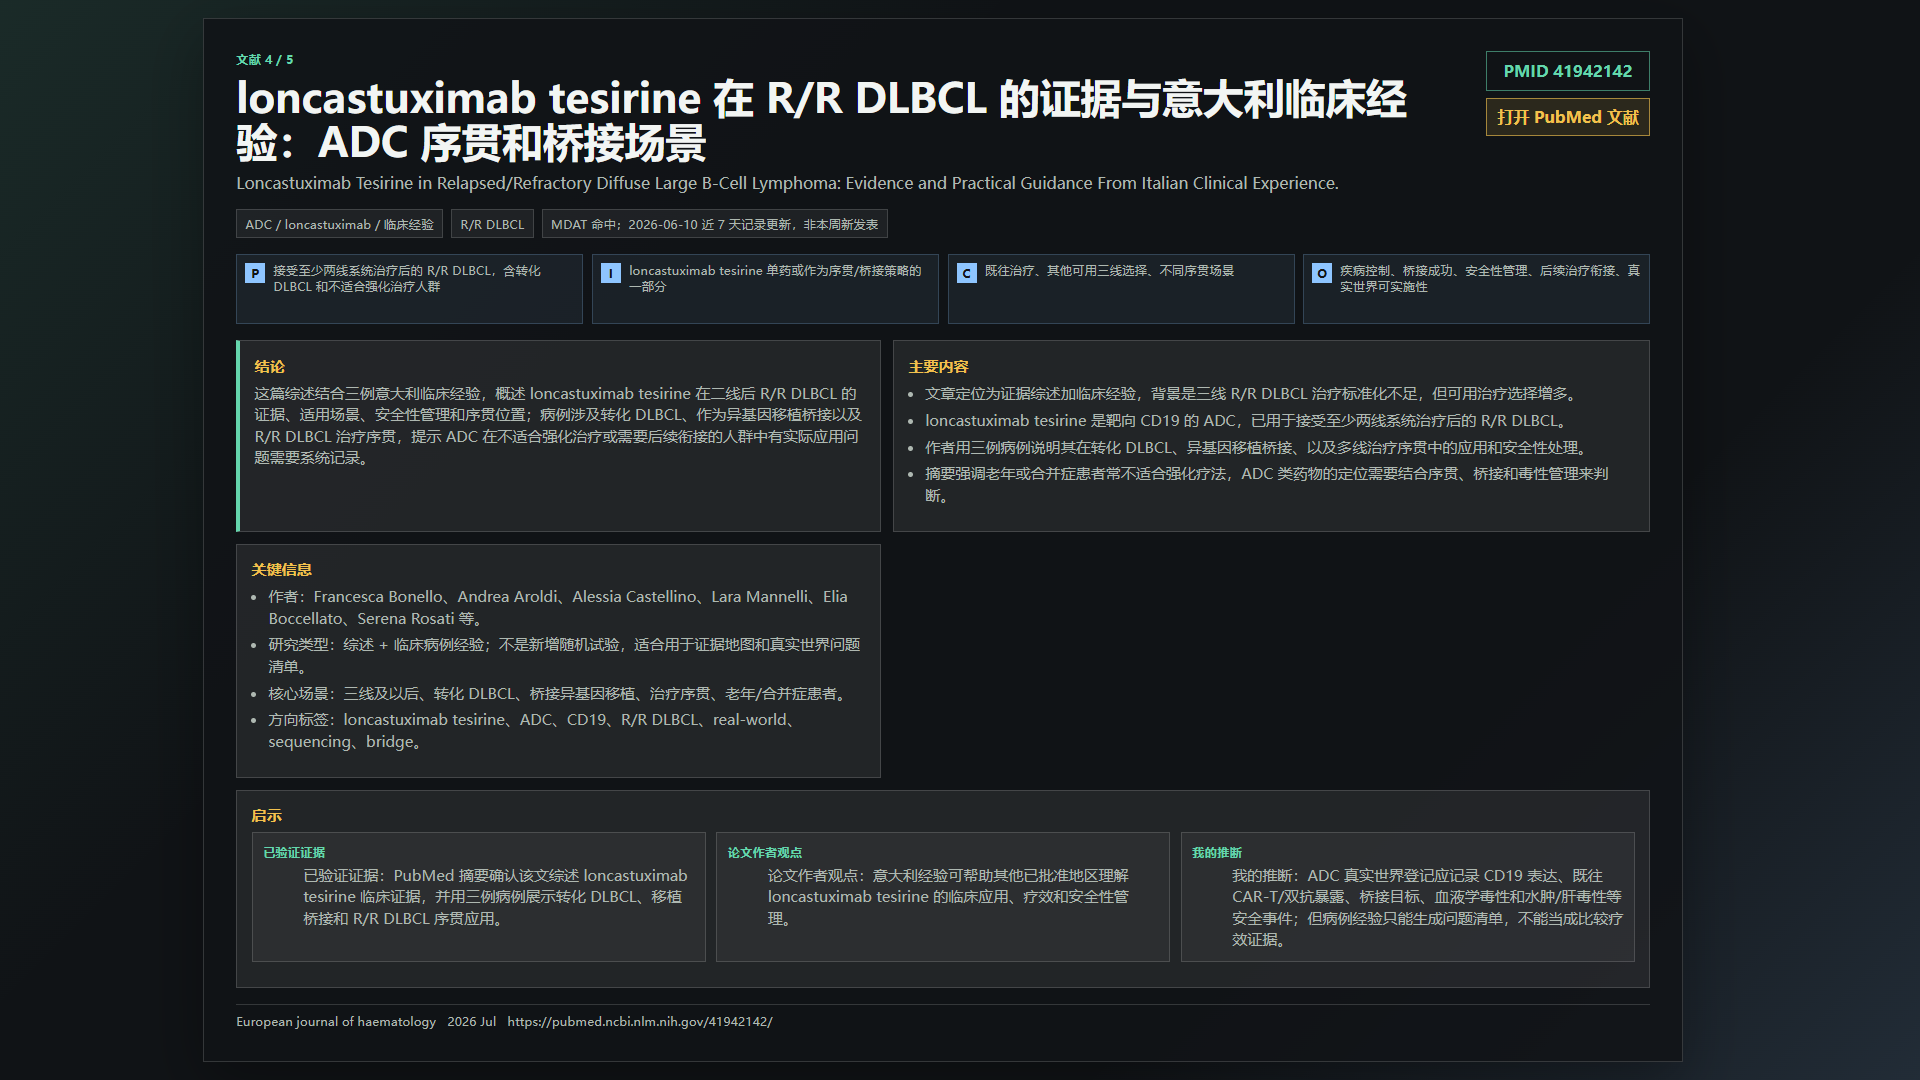 文献 4 / 5
loncastuximab tesirine 在 R/R DLBCL 的证据与意大利临床经
验：ADC 序贯和桥接场景
Loncastuximab Tesirine in Relapsed/Refractory Diffuse Large B-Cell Lymphoma: Evidence and Practical Guidance From Italian Clinical Experience.
PMID 41942142
打开 PubMed 文献
ADC / loncastuximab / 临床经验
R/R DLBCL
MDAT 命中；2026-06-10 近 7 天记录更新，非本周新发表
P
接受至少两线系统治疗后的 R/R DLBCL，含转化
DLBCL 和不适合强化治疗人群
I
loncastuximab tesirine 单药或作为序贯/桥接策略的
一部分
C
既往治疗、其他可用三线选择、不同序贯场景
O
疾病控制、桥接成功、安全性管理、后续治疗衔接、真
实世界可实施性
结论
这篇综述结合三例意大利临床经验，概述 loncastuximab tesirine 在二线后 R/R DLBCL 的
证据、适用场景、安全性管理和序贯位置；病例涉及转化 DLBCL、作为异基因移植桥接以及
R/R DLBCL 治疗序贯，提示 ADC 在不适合强化治疗或需要后续衔接的人群中有实际应用问
题需要系统记录。
主要内容
• 文章定位为证据综述加临床经验，背景是三线 R/R DLBCL 治疗标准化不足，但可用治疗选择增多。
• loncastuximab tesirine 是靶向 CD19 的 ADC，已用于接受至少两线系统治疗后的 R/R DLBCL。
• 作者用三例病例说明其在转化 DLBCL、异基因移植桥接、以及多线治疗序贯中的应用和安全性处理。
• 摘要强调老年或合并症患者常不适合强化疗法，ADC 类药物的定位需要结合序贯、桥接和毒性管理来判
断。
关键信息
• 作者：Francesca Bonello、Andrea Aroldi、Alessia Castellino、Lara Mannelli、Elia
Boccellato、Serena Rosati 等。
• 研究类型：综述 + 临床病例经验；不是新增随机试验，适合用于证据地图和真实世界问题
清单。
• 核心场景：三线及以后、转化 DLBCL、桥接异基因移植、治疗序贯、老年/合并症患者。
• 方向标签：loncastuximab tesirine、ADC、CD19、R/R DLBCL、real-world、
sequencing、bridge。
启示
已验证证据
已验证证据：PubMed 摘要确认该文综述 loncastuximab
tesirine 临床证据，并用三例病例展示转化 DLBCL、移植
桥接和 R/R DLBCL 序贯应用。
论文作者观点
论文作者观点：意大利经验可帮助其他已批准地区理解
loncastuximab tesirine 的临床应用、疗效和安全性管
理。
我的推断
我的推断：ADC 真实世界登记应记录 CD19 表达、既往
CAR-T/双抗暴露、桥接目标、血液学毒性和水肿/肝毒性等
安全事件；但病例经验只能生成问题清单，不能当成比较疗
效证据。
European journal of haematology 2026 Jul https://pubmed.ncbi.nlm.nih.gov/41942142/